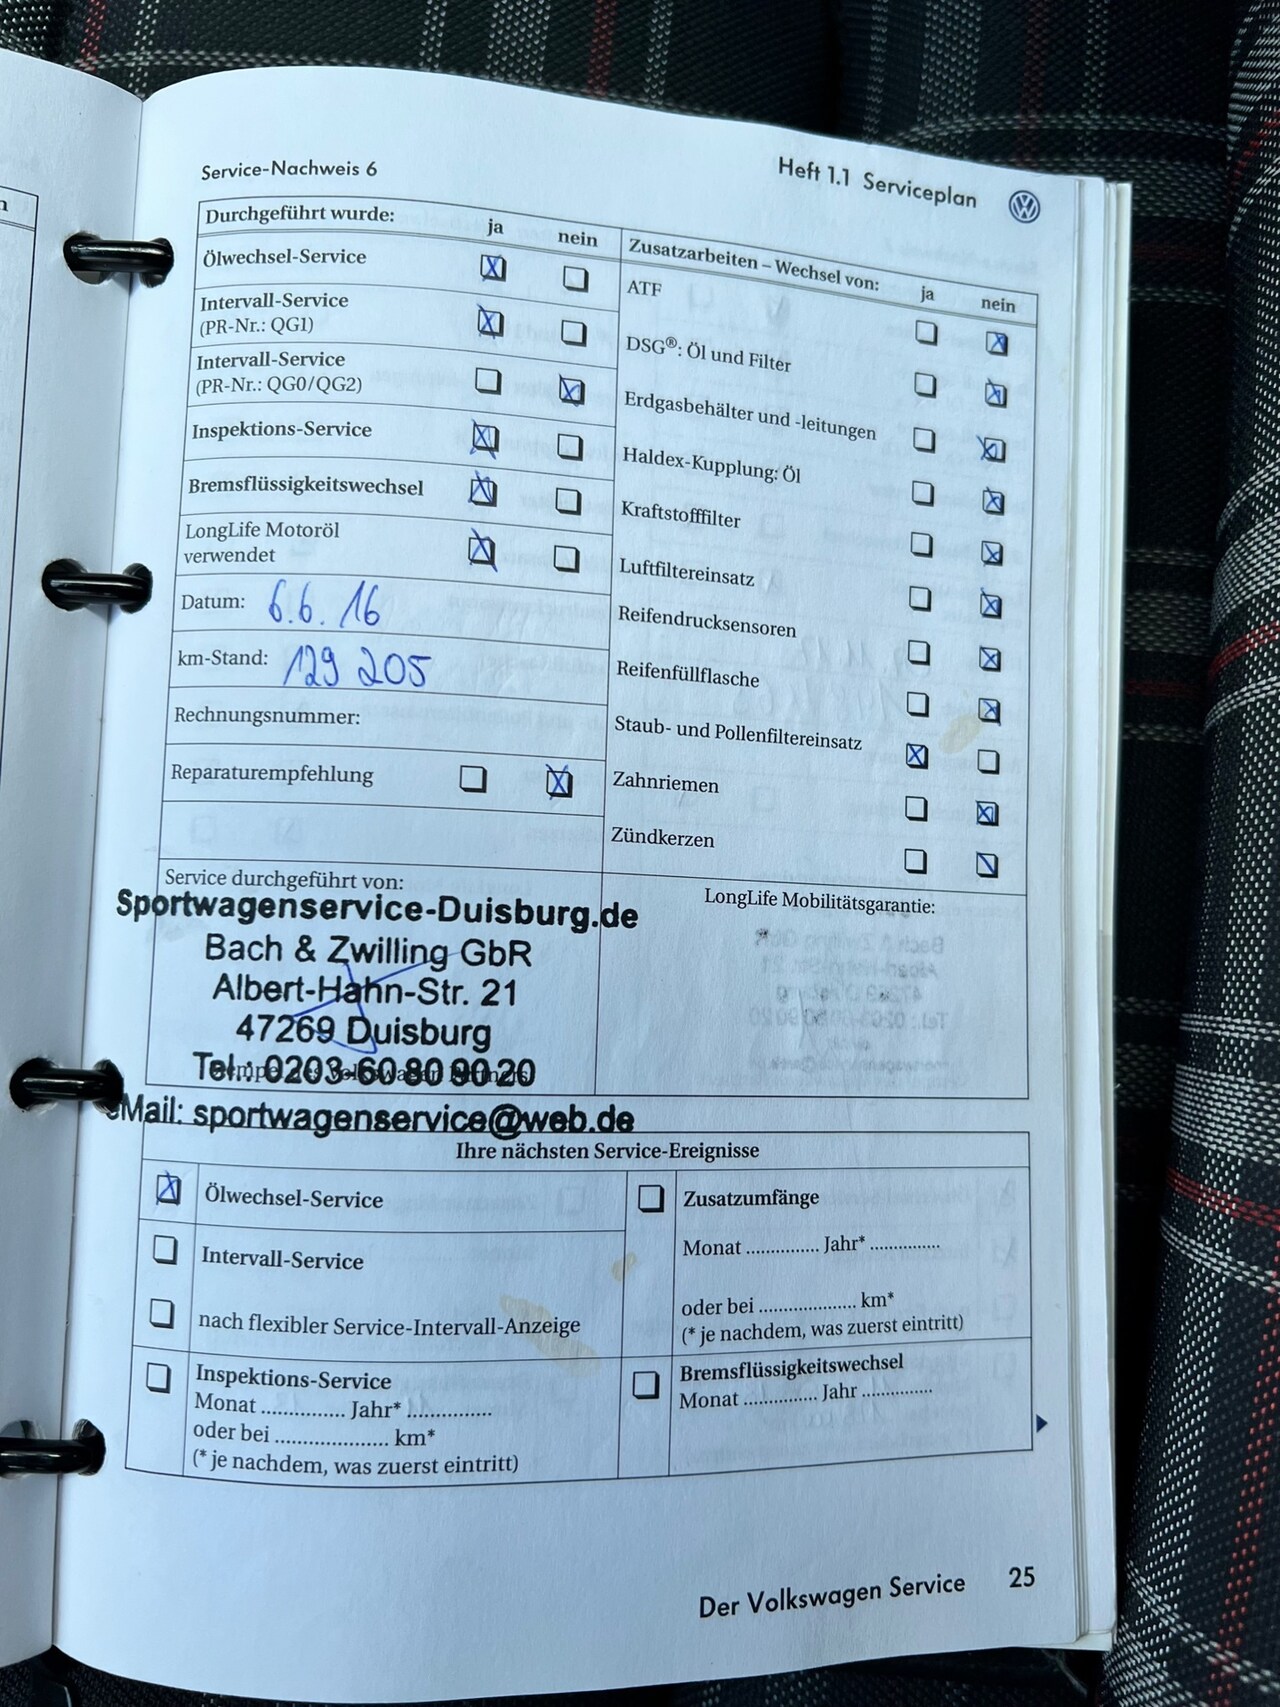 Service-Nachweis 6
Heft 1.1 Serviceplan
Durchgeführt wurde: ja nein
Ölwechsel-Service
Intervall-Service
(PR-Nr.: QG1)
Intervall-Service
(PR-Nr.: QG0/QG2)
Inspektions-Service
Bremsflüssigkeitswechsel
LongLife Motoröl
verwendet
Datum: 6.6.16
km-Stand: 129 205
Rechnungsnummer:
Reparaturempfehlung
Zusatzarbeiten – Wechsel von: ja nein
ATF
DSG®: Öl und Filter
Erdgasbehälter und -leitungen
Haldex-Kupplung: Öl
Kraftstofffilter
Luftfiltereinsatz
Reifendrucksensoren
Reifenfüllflasche
Staub- und Pollenfiltereinsatz
Zahnriemen
Zündkerzen
Service durchgeführt von:
Sportwagenservice-Duisburg.de
Bach & Zwilling GbR
Albert-Hahn-Str. 21
47269 Duisburg
Tel.: 0203-60 80 90 20
eMail: sportwagenservice@web.de
LongLife Mobilitätsgarantie:
Ihre nächsten Service-Ereignisse
Ölwechsel-Service
Intervall-Service
nach flexibler Service-Intervall-Anzeige
Inspektions-Service
Monat .............. Jahr* ..............
oder bei ................... km*
(* je nachdem, was zuerst eintritt)
Zusatzumfänge
Monat ............ Jahr* ............
oder bei ................. km*
(* je nachdem, was zuerst eintritt)
Bremsflüssigkeitswechsel
Monat ............ Jahr ............
Der Volkswagen Service 25